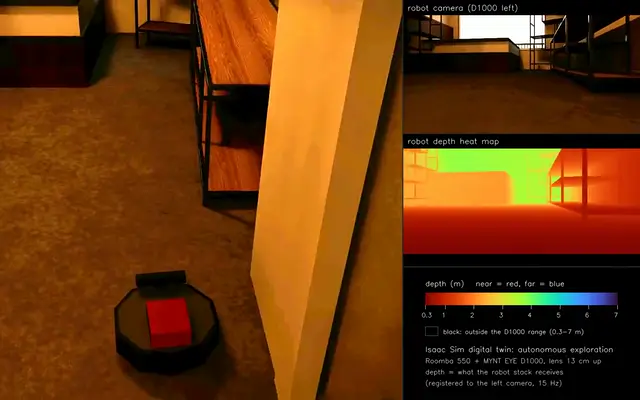 robot camera (D1000 left)
robot depth heat map
depth (m) near = red, far = blue
0.3 1 2 3 4 5 6 7
black: outside the D1000 range (0.3-7 m)
Isaac Sim digital twin: autonomous exploration
Roomba 550 + MYNT EYE D1000, lens 13 cm up
depth = what the robot stack receives
(registered to the left camera, 15 Hz)